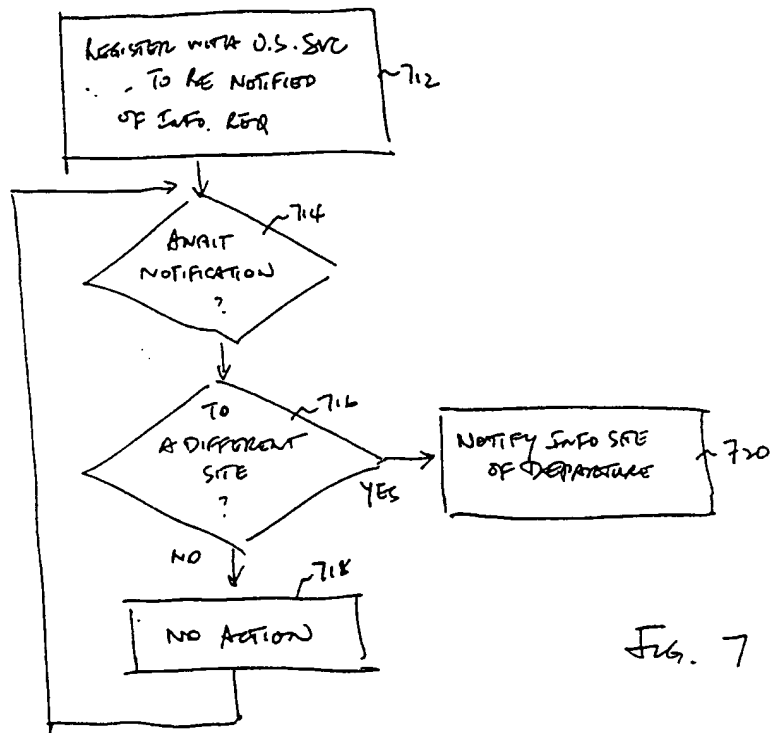 REGISTER WITH O.S. SVC
... TO BE NOTIFIED
OF INFO. REQ
712
714
AWAIT
NOTIFICATION
?
716
TO
A DIFFERENT
SITE
?
YES
NOTIFY INFO SITE
OF DEPARTURE
720
NO
718
NO ACTION
FIG. 7